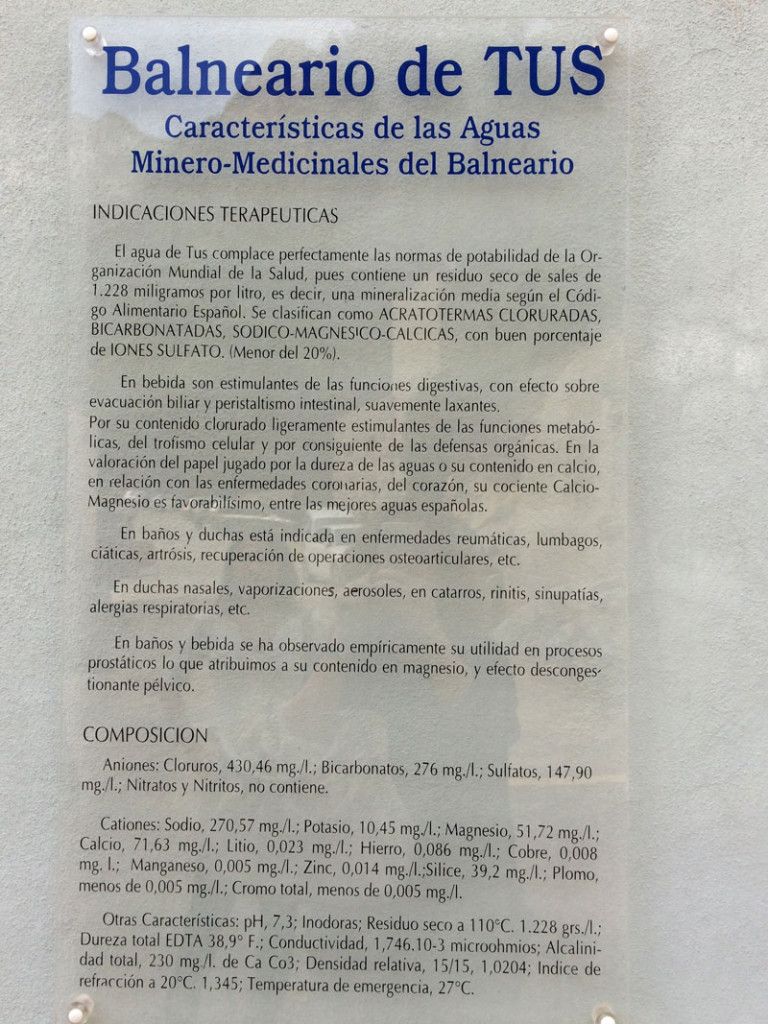 Balneario de TUS
Características de las Aguas
Minero-Medicinales del Balneario
INDICACIONES TERAPEUTICAS
El agua de Tus complace perfectamente las normas de potabilidad de la Or-
ganización Mundial de la Salud, pues contiene un residuo seco de sales de
1.228 miligramos por litro, es decir, una mineralización media según el Códi-
go Alimentario Español. Se clasifican como ACRATOTERMAS CLORURADAS,
BICARBONATADAS, SODICO-MAGNESICO-CALCICAS, con buen porcentaje
de IONES SULFATO. (Menor del 20%).
En bebida son estimulantes de las funciones digestivas, con efecto sobre
evacuación biliar y peristaltismo intestinal, suavemente laxantes.
Por su contenido clorurado ligeramente estimulantes de las funciones metabó-
licas, del trofismo celular y por consiguiente de las defensas orgánicas. En la
valoración del papel jugado por la dureza de las aguas o su contenido en calcio,
en relación con las enfermedades coronarias, del corazón, su cociente Calcio-
Magnesio es favorabilísimo, entre las mejores aguas españolas.
En baños y duchas está indicada en enfermedades reumáticas, lumbagos,
ciáticas, artrósis, recuperación de operaciones osteoarticulares, etc.
En duchas nasales, vaporizaciones, aerosoles, en catarros, rinitis, sinupatías,
alergias respiratorias, etc.
En baños y bebida se ha observado empíricamente su utilidad en procesos
prostáticos lo que atribuimos a su contenido en magnesio, y efecto desconges-
tionante pélvico.
COMPOSICION
Aniones: Cloruros, 430,46 mg./l.; Bicarbonatos, 276 mg./l.; Sulfatos, 147,90
mg./l.; Nitratos y Nitritos, no contiene.
Cationes: Sodio, 270,57 mg./l.; Potasio, 10,45 mg./l.; Magnesio, 51,72 mg./l.;
Calcio, 71,63 mg./l.; Litio, 0,023 mg./l.; Hierro, 0,086 mg./l.; Cobre, 0,008
mg. l.; Manganeso, 0,005 mg./l.; Zinc, 0,014 mg./l.;Silice, 39,2 mg./l.; Plomo,
menos de 0,005 mg./l.; Cromo total, menos de 0,005 mg./l.
Otras Características: pH, 7,3; Inodoras; Residuo seco a 110°C. 1.228 grs./l.;
Dureza total EDTA 38,9° F.; Conductividad, 1,746.10-3 microohmios; Alcalini-
dad total, 230 mg./l. de Ca Co3; Densidad relativa, 15/15, 1,0204; Indice de
refracción a 20°C. 1,345; Temperatura de emergencia, 27°C.